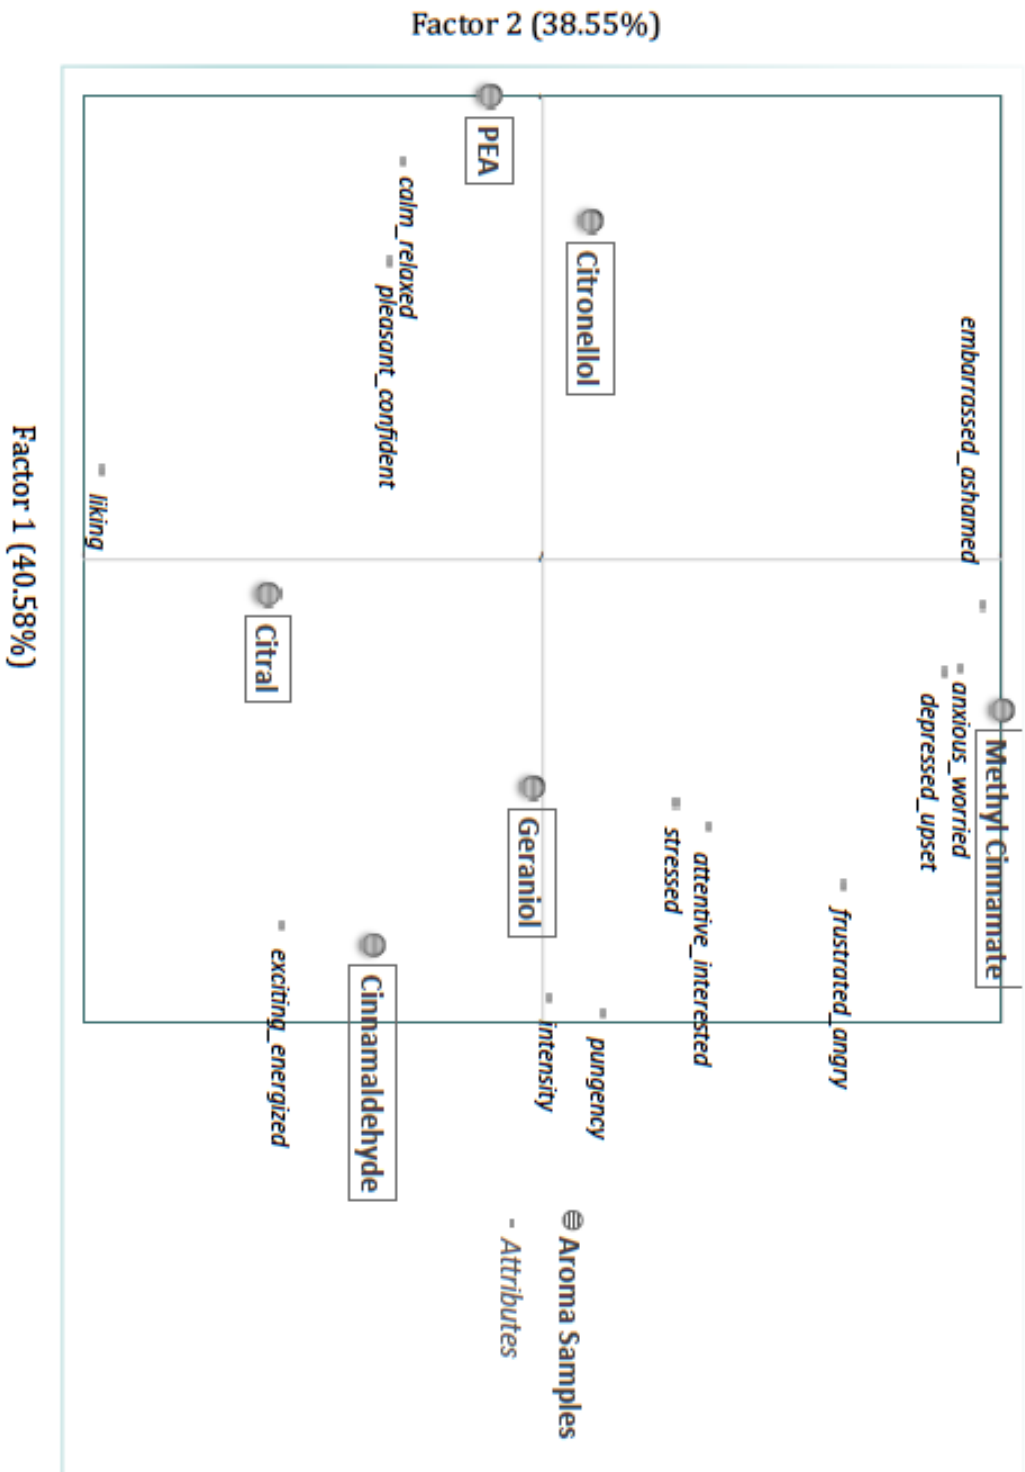 Factor 2 (38.55%)
Methyl Cinnamate
embarrassed_ashamed
anxious_worried
depressed_upset
frustrated_angry
attentive_interested
stressed
pungency
Citronellol
intensity
Aroma Samples
Geraniol
Attributes
PEA
calm_relaxed
pleasant_confident
Cinnamaldehyde
exciting_energized
Citral
liking
Factor 1 (40.58%)